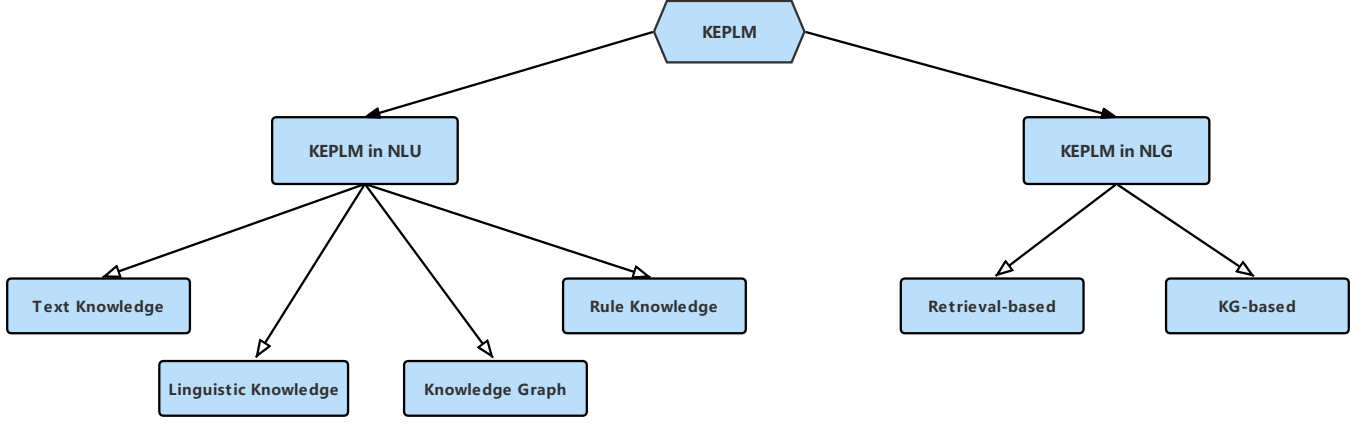 KEPLM
KEPLM in NLU
KEPLM in NLG
Text Knowledge
Rule Knowledge
Retrieval-based
KG-based
Linguistic Knowledge
Knowledge Graph